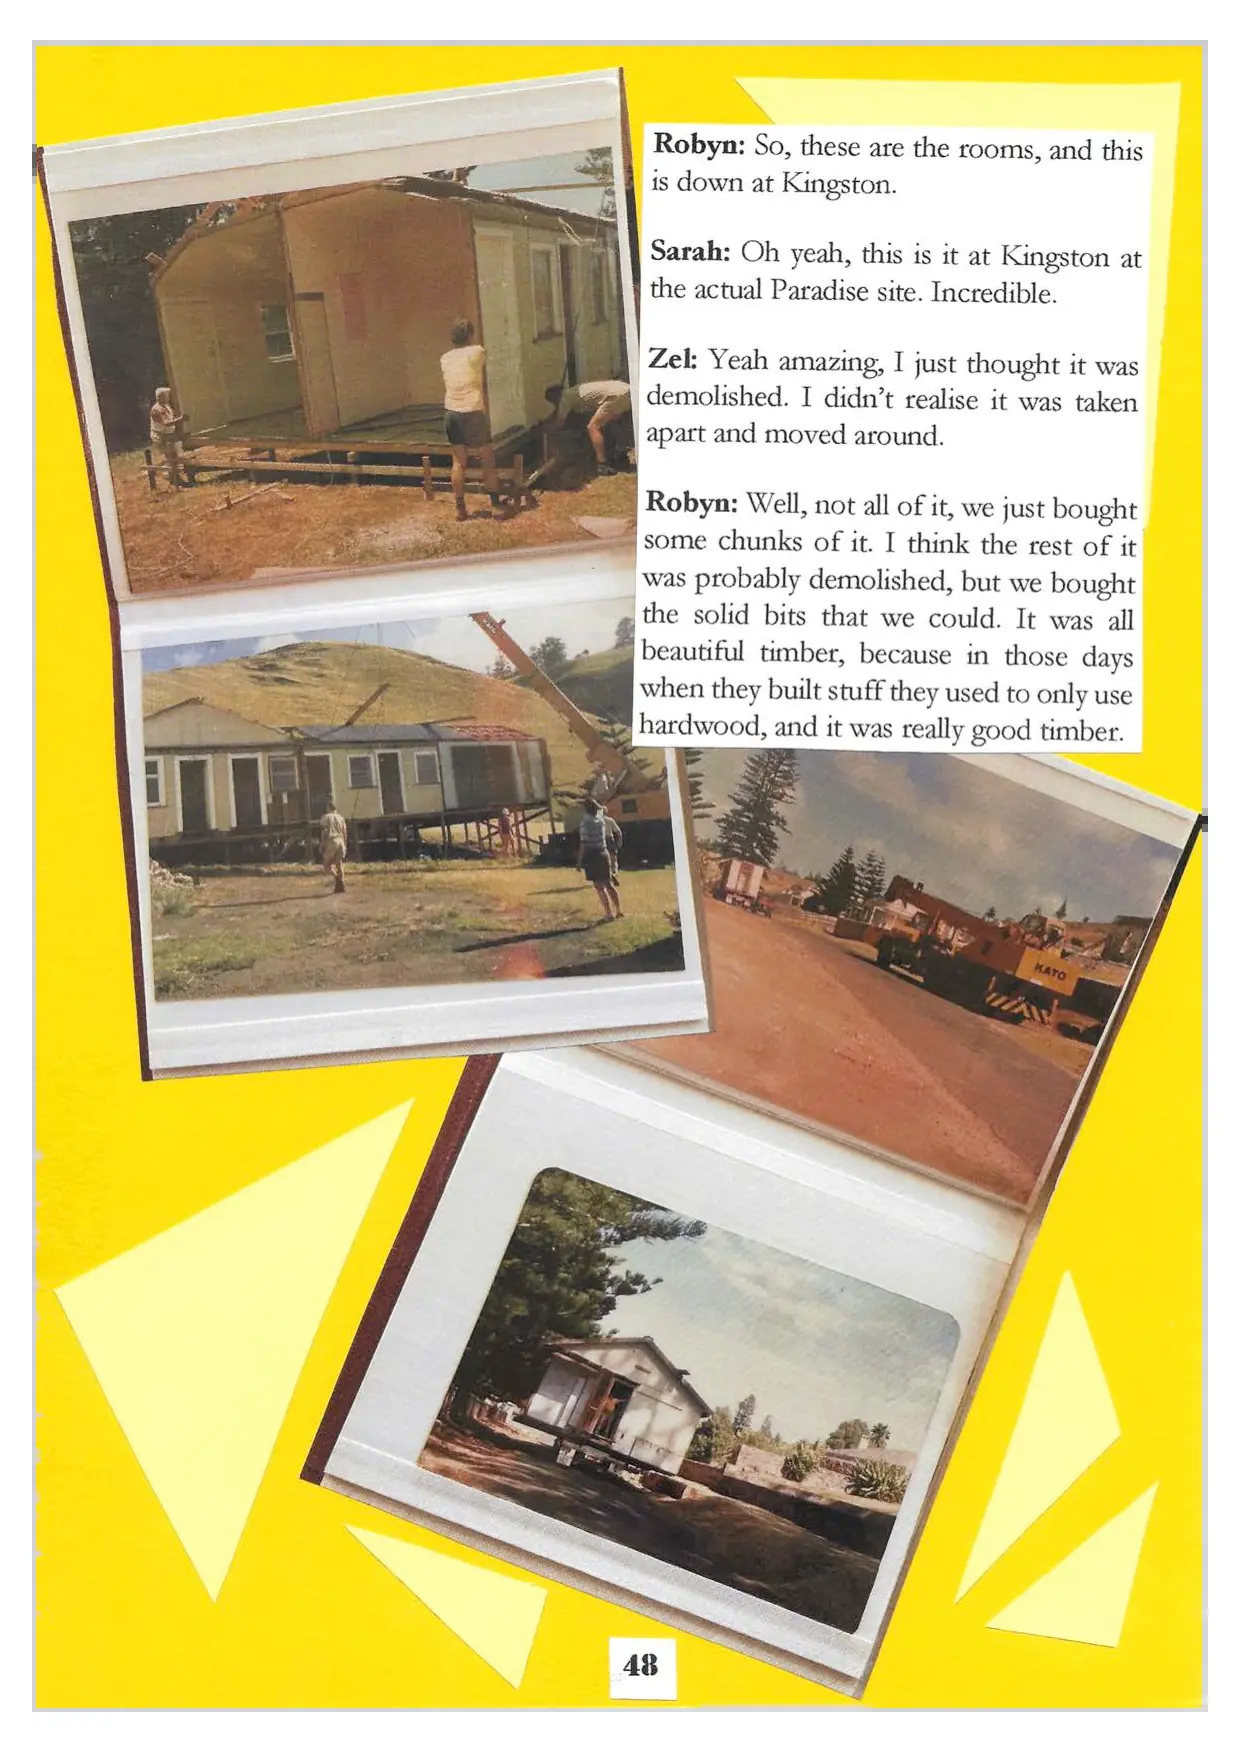 Robyn: So, these are the rooms, and this
is down at Kingston.
Sarah: Oh yeah, this is it at Kingston at
the actual Paradise site. Incredible.
Zel: Yeah amazing, I just thought it was
demolished. I didn't realise it was taken
apart and moved around.
Robyn: Well, not all of it, we just bought
some chunks of it. I think the rest of it
was probably demolished, but we bought
the solid bits that we could. It was all
beautiful timber, because in those days
when they built stuff they used to only use
hardwood, and it was really good timber.
KATO
48